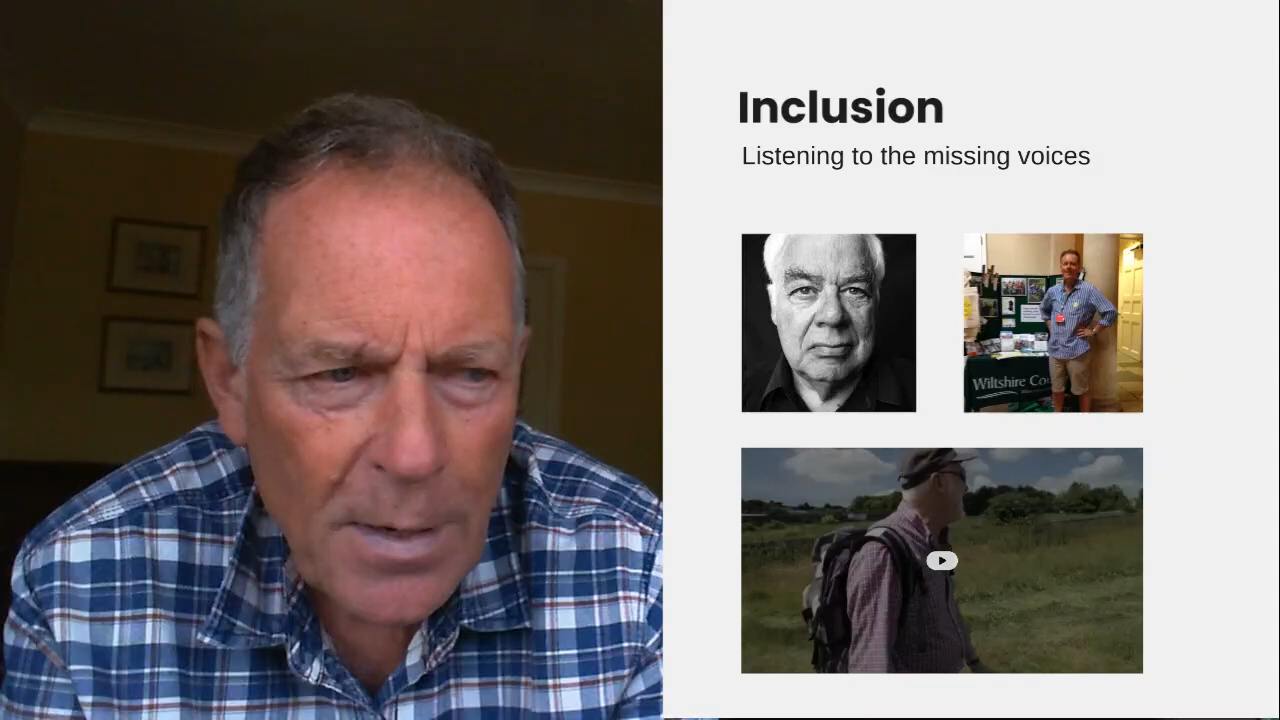 Inclusion
Listening to the missing voices
Wiltshire Co